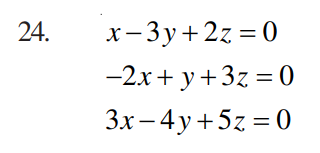 24. x − 3y + 2z = 0
−2x + y + 3z = 0
3x − 4y + 5z = 0